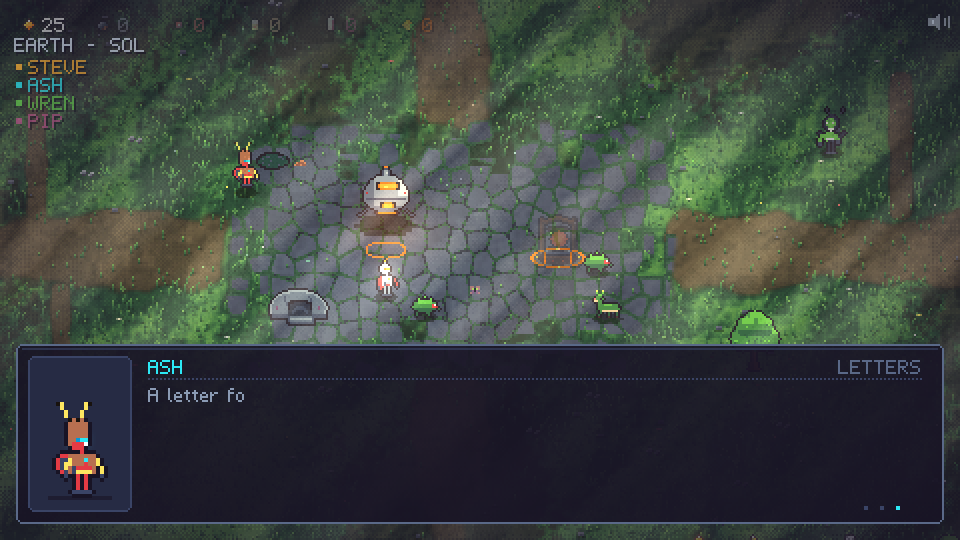 25 0 0 0 0 0
EARTH - SOL
STEVE
ASH
WREN
PIP
ASH LETTERS
A letter fo